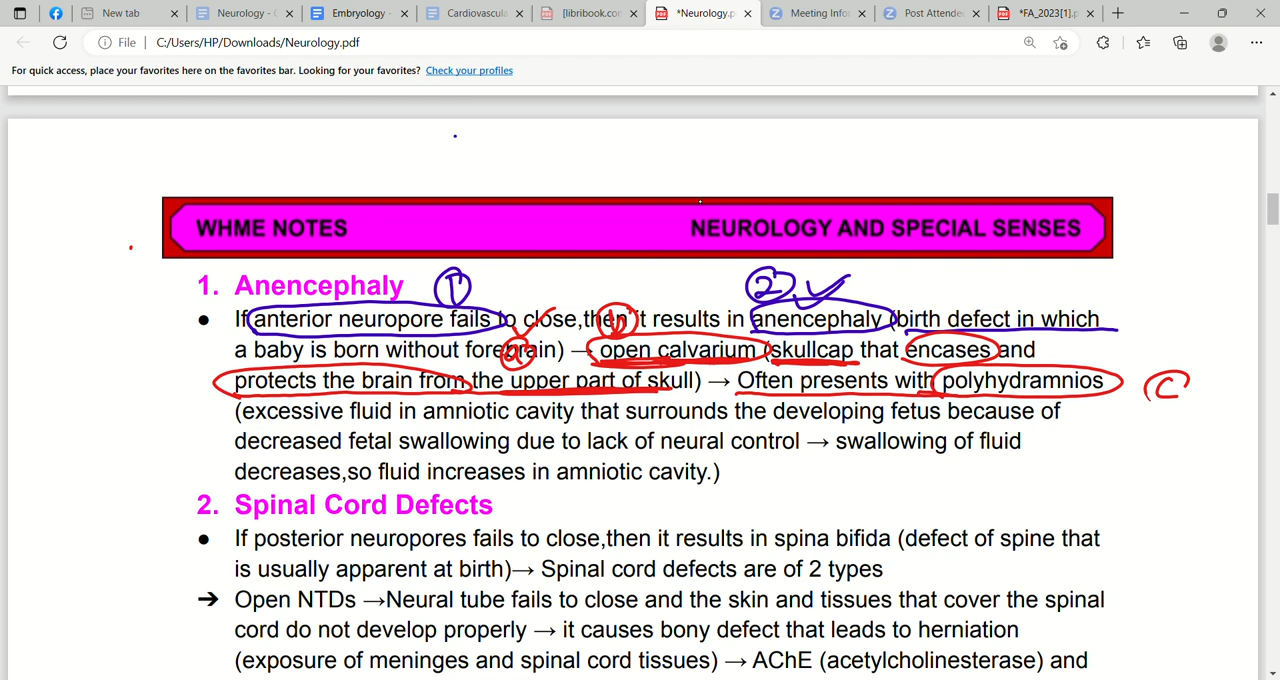 New tab
Neurology - G
Embryology -
Cardiovascula
[libribook.com
*Neurology.p
Meeting Infor
Post Attende
*FA_2023[1].p
File C:/Users/HP/Downloads/Neurology.pdf
For quick access, place your favorites here on the favorites bar. Looking for your favorites? Check your profiles
WHME NOTES NEUROLOGY AND SPECIAL SENSES
1. Anencephaly 1 2
● If anterior neuropore fails to close,then it results in anencephaly (birth defect in which
a baby is born without forebrain) → open calvarium (skullcap that encases and
a b
protects the brain from the upper part of skull) → Often presents with polyhydramnios
(c
(excessive fluid in amniotic cavity that surrounds the developing fetus because of
decreased fetal swallowing due to lack of neural control → swallowing of fluid
decreases,so fluid increases in amniotic cavity.)
2. Spinal Cord Defects
● If posterior neuropores fails to close,then it results in spina bifida (defect of spine that
is usually apparent at birth)→ Spinal cord defects are of 2 types
➔ Open NTDs →Neural tube fails to close and the skin and tissues that cover the spinal
cord do not develop properly → it causes bony defect that leads to herniation
(exposure of meninges and spinal cord tissues) → AChE (acetylcholinesterase) and